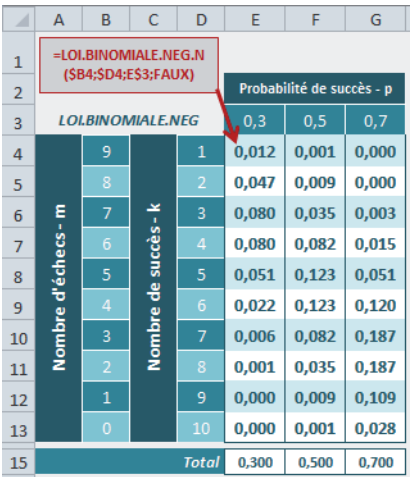 A B C D E F G
1 =LOI.BINOMIALE.NEG.N
($B4;$D4;E$3;FAUX)
2 Probabilité de succès - p
3 LOI.BINOMIALE.NEG 0,3 0,5 0,7
Nombre d'échecs - m
Nombre de succès - k
4 9 1 0,012 0,001 0,000
5 8 2 0,047 0,009 0,000
6 7 3 0,080 0,035 0,003
7 6 4 0,080 0,082 0,015
8 5 5 0,051 0,123 0,051
9 4 6 0,022 0,123 0,120
10 3 7 0,006 0,082 0,187
11 2 8 0,001 0,035 0,187
12 1 9 0,000 0,009 0,109
13 0 10 0,000 0,001 0,028
15 Total 0,300 0,500 0,700